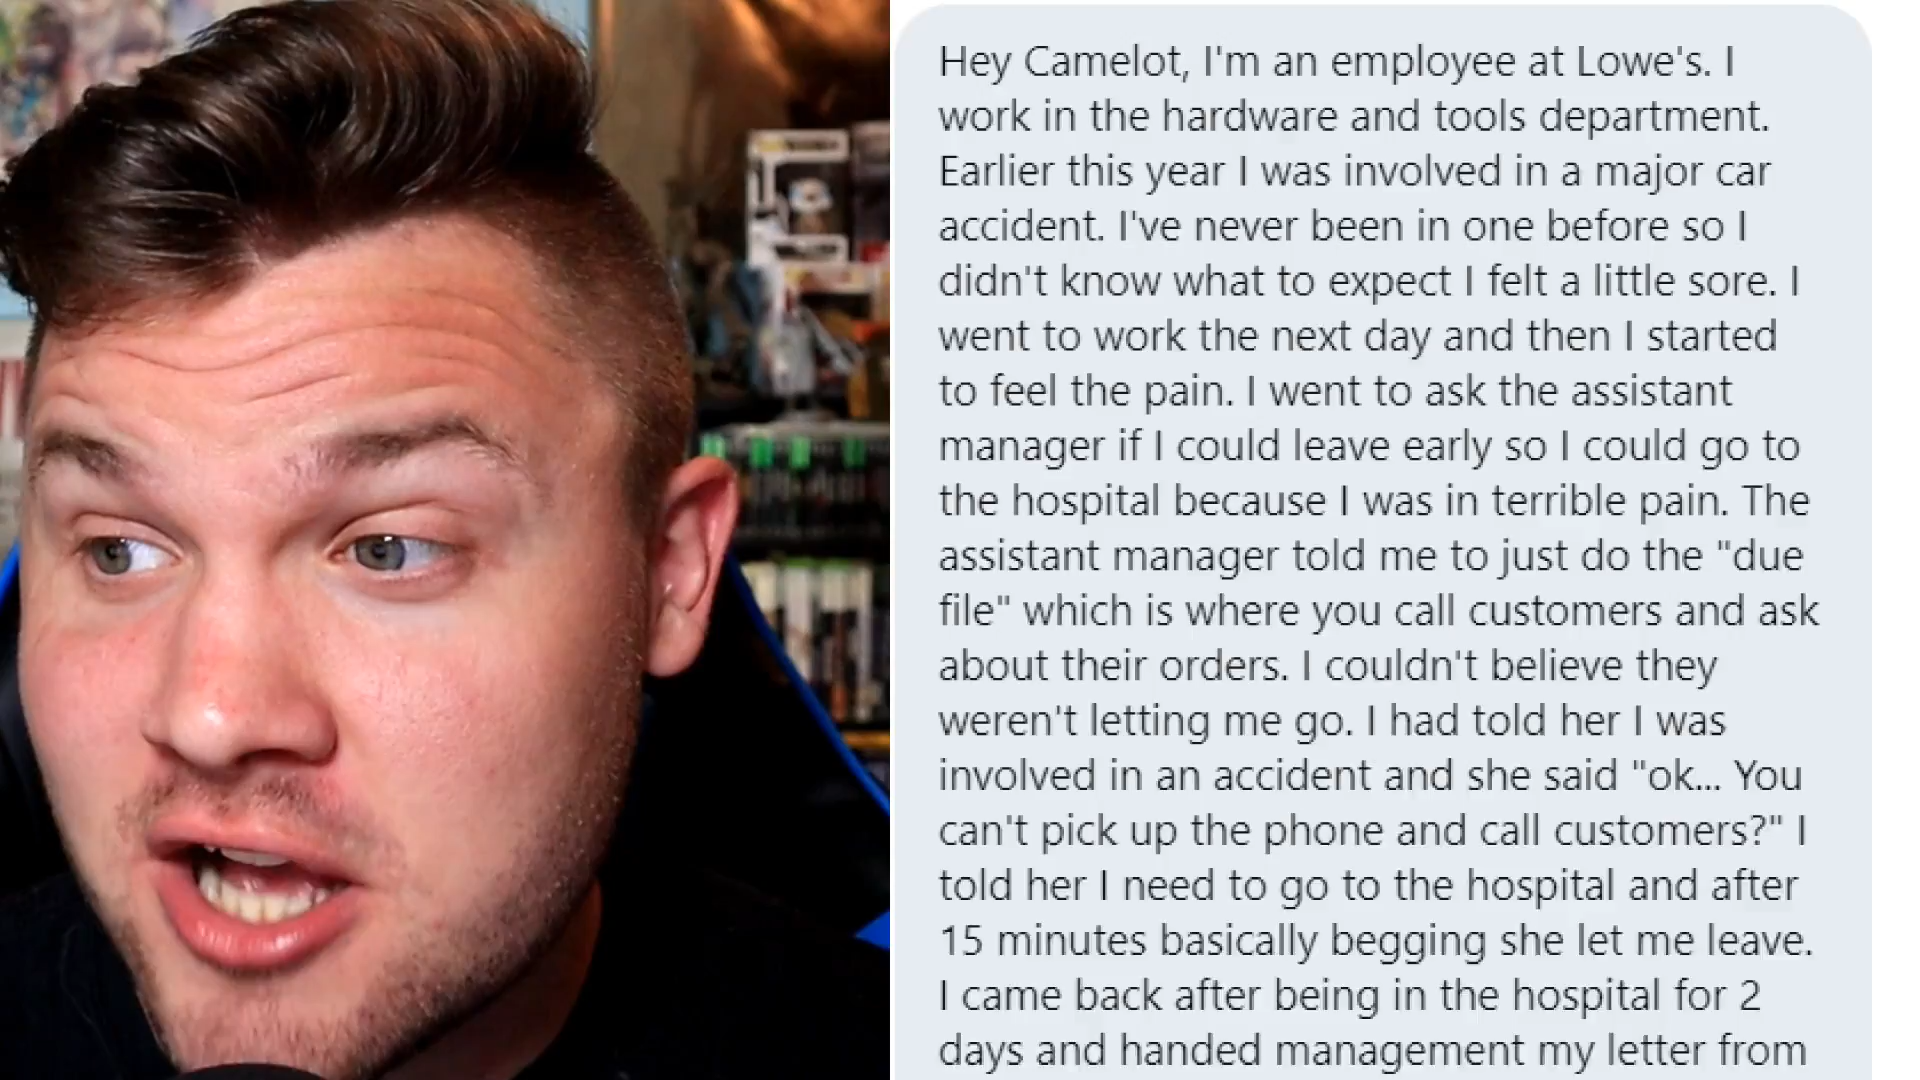 Hey Camelot, I'm an employee at Lowe's. I
work in the hardware and tools department.
Earlier this year I was involved in a major car
accident. I've never been in one before so I
didn't know what to expect I felt a little sore. I
went to work the next day and then I started
to feel the pain. I went to ask the assistant
manager if I could leave early so I could go to
the hospital because I was in terrible pain. The
assistant manager told me to just do the "due
file" which is where you call customers and ask
about their orders. I couldn't believe they
weren't letting me go. I had told her I was
involved in an accident and she said "ok... You
can't pick up the phone and call customers?" I
told her I need to go to the hospital and after
15 minutes basically begging she let me leave.
I came back after being in the hospital for 2
days and handed management my letter from